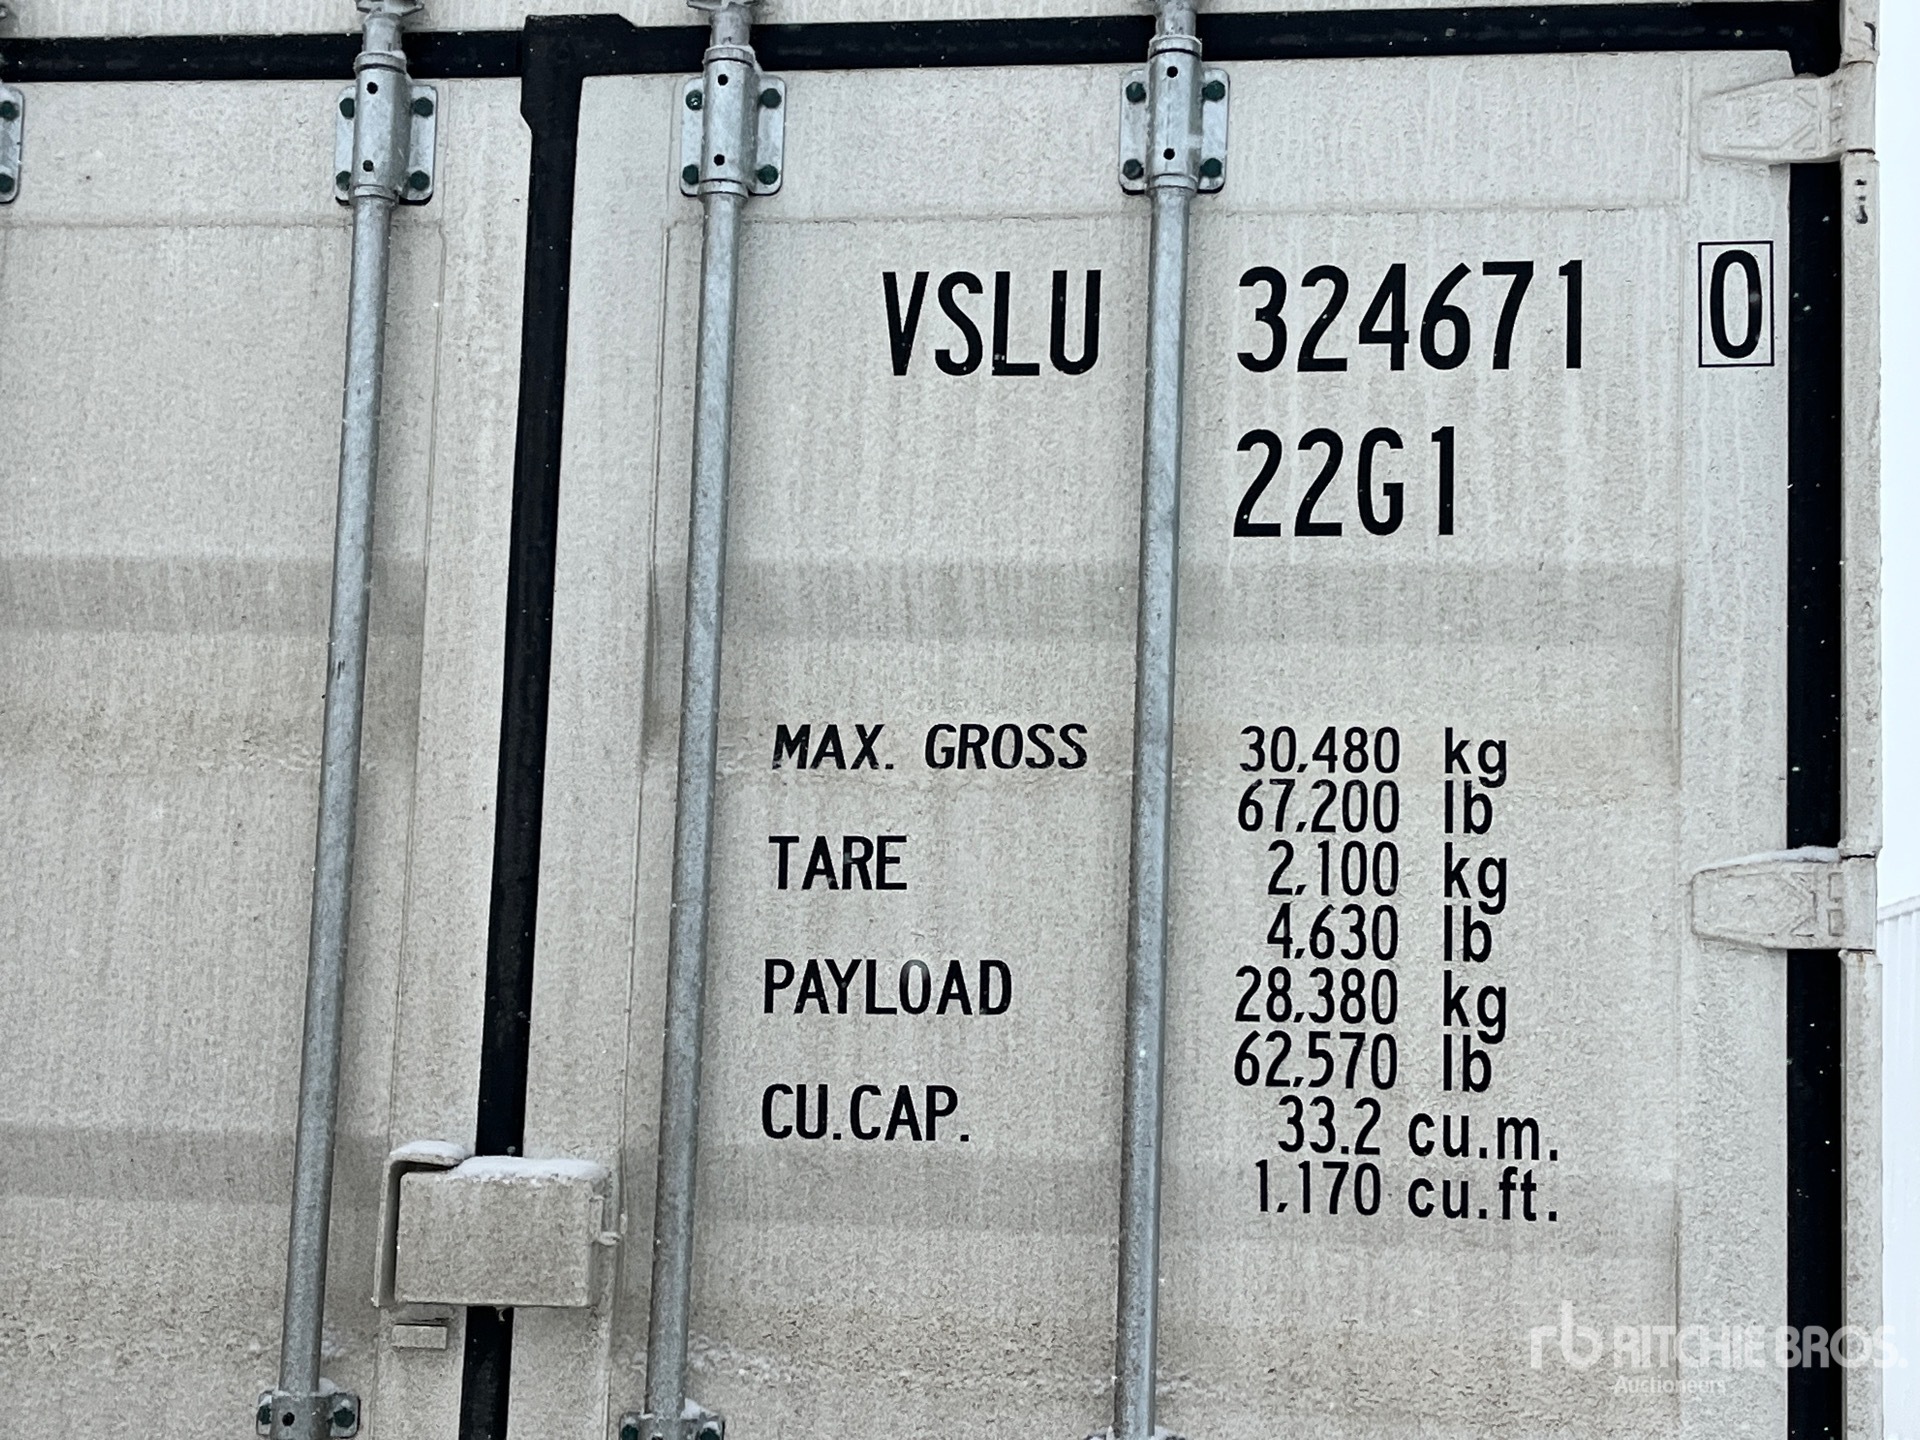 VSLU 324671 0
22G1
MAX. GROSS 30,480 kg
67,200 lb
TARE 2,100 kg
4,630 lb
PAYLOAD 28,380 kg
62,570 lb
CU.CAP. 33.2 cu.m.
1,170 cu.ft.
rb RITCHIE BROS.
Auctioneers